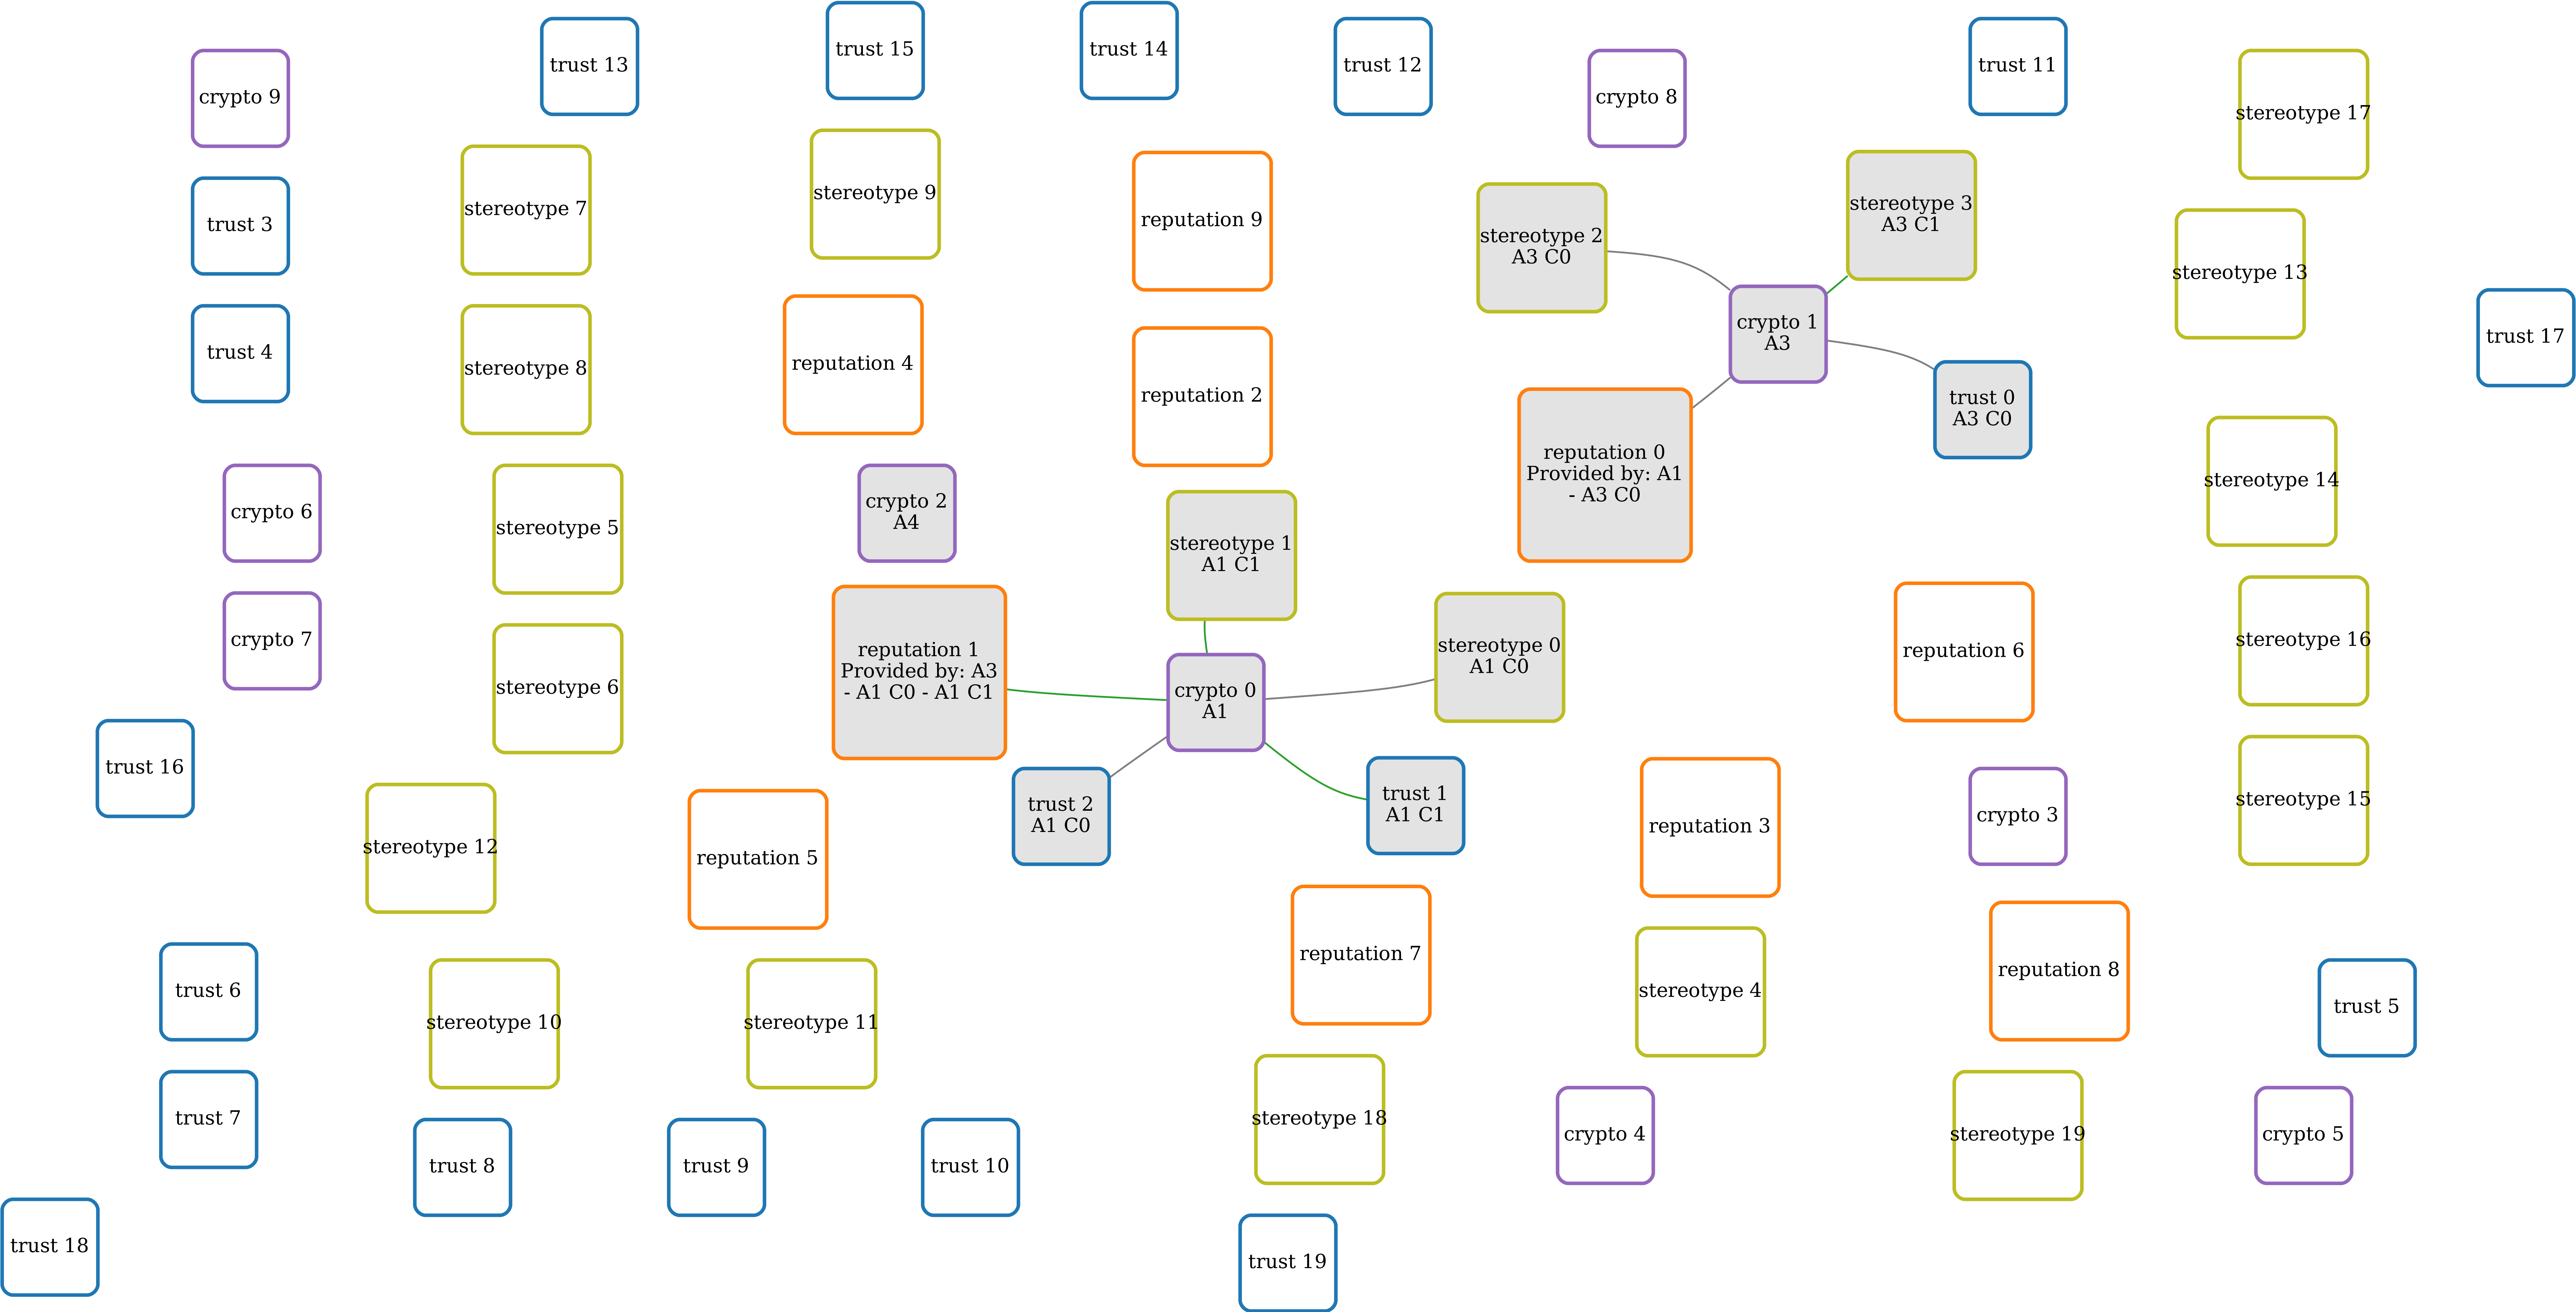 trust 15
trust 14
trust 13
trust 12
trust 11
crypto 9
crypto 8
stereotype 17
stereotype 9
stereotype 7
reputation 9
stereotype 3
A3 C1
trust 3
stereotype 2
A3 C0
stereotype 13
crypto 1
A3
trust 17
trust 4
stereotype 8
reputation 4
reputation 2
trust 0
A3 C0
reputation 0
Provided by: A1
- A3 C0
stereotype 14
crypto 6
stereotype 5
crypto 2
A4
stereotype 1
A1 C1
crypto 7
stereotype 6
reputation 1
Provided by: A3
- A1 C0 - A1 C1
crypto 0
A1
stereotype 0
A1 C0
reputation 6
stereotype 16
trust 16
stereotype 12
reputation 5
trust 2
A1 C0
trust 1
A1 C1
reputation 3
crypto 3
stereotype 15
reputation 7
stereotype 4
reputation 8
trust 5
trust 6
stereotype 10
stereotype 11
trust 7
stereotype 18
crypto 4
stereotype 19
crypto 5
trust 8
trust 9
trust 10
trust 18
trust 19